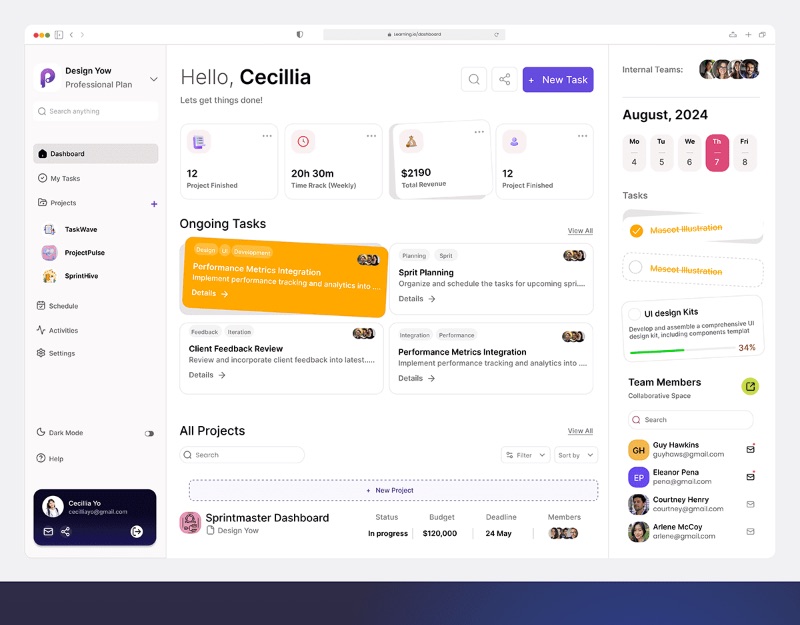 Learning.ie/dashboard
Design Yow
Professional Plan
Search anything
Dashboard
My Tasks
Projects
TaskWave
ProjectPulse
SprintHive
Schedule
Activities
Settings
Dark Mode
Help
Cecillia Yo
cecilliayo@gmail.com
Hello, Cecillia
Lets get things done!
+ New Task
12
Project Finished
20h 30m
Time Rrack (Weekly)
$2190
Total Revenue
12
Project Finished
Ongoing Tasks
View All
Design UI Development
Performance Metrics Integration
Implement performance tracking and analytics into ...
Details
Planning Sprit
Sprit Planning
Organize and schedule the tasks for upcoming spri....
Details
Feedback Iteration
Client Feedback Review
Review and incorporate client feedback into latest.....
Details
Integration Performance
Performance Metrics Integration
Implement performance tracking and analytics into ....
Details
All Projects
View All
Search
Filter
Sort by
+ New Project
Sprintmaster Dashboard
Design Yow
Status Budget Deadline Members
In progress $120,000 24 May
Internal Teams:
August, 2024
Mo Tu We Th Fri
4 5 6 7 8
Tasks
Mascot Illustration
Mascot Illustration
UI design Kits
Develop and assemble a comprehensive UI
design kit, including components templat
34%
Team Members
Collaborative Space
Search
GH
Guy Hawkins
guyhaws@gmail.com
EP
Eleanor Pena
pena@gmail.com
Courtney Henry
courtney@gmail.com
Arlene McCoy
arlene@gmail.com